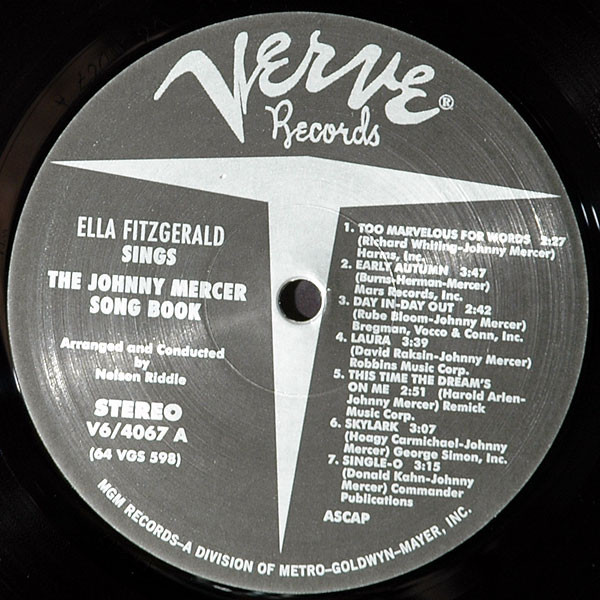 Verve®
Records
ELLA FITZGERALD
SINGS
THE JOHNNY MERCER
SONG BOOK
Arranged and Conducted
by
Nelson Riddle
STEREO
V6/4067 A
(64 VGS 598)
1. TOO MARVELOUS FOR WORDS 2:27
(Richard Whiting-Johnny Mercer)
Harms, Inc.
2. EARLY AUTUMN 3:47
(Burns-Herman-Mercer)
Mars Records, Inc.
3. DAY IN-DAY OUT 2:42
(Rube Bloom-Johnny Mercer)
Bregman, Vocco & Conn, Inc.
4. LAURA 3:39
(David Raksin-Johnny Mercer)
Robbins Music Corp.
5. THIS TIME THE DREAM'S
ON ME 2:51 (Harold Arlen-
Johnny Mercer) Remick
Music Corp.
6. SKYLARK 3:07
(Hoagy Carmichael-Johnny
Mercer) George Simon, Inc.
7. SINGLE-O 3:15
(Donald Kahn-Johnny
Mercer) Commander
Publications
ASCAP
MGM RECORDS–A DIVISION OF METRO–GOLDWYN–MAYER, INC.